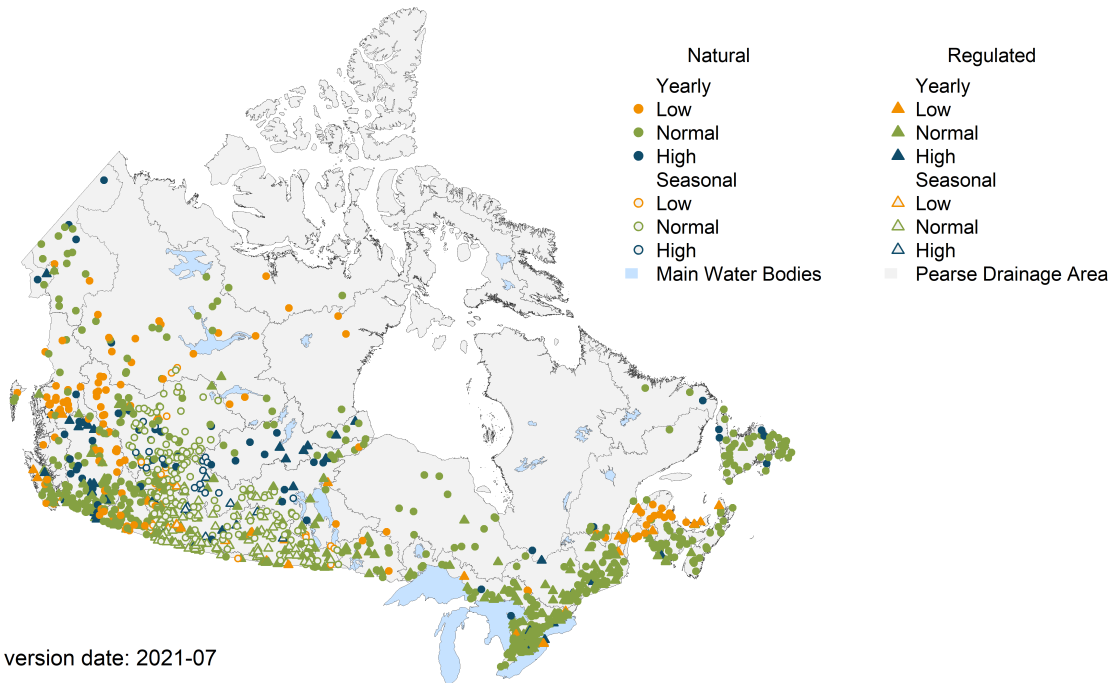 Natural
Yearly
Low
Normal
High
Seasonal
Low
Normal
High
Main Water Bodies
Regulated
Yearly
Low
Normal
High
Seasonal
Low
Normal
High
Pearse Drainage Area
version date: 2021-07